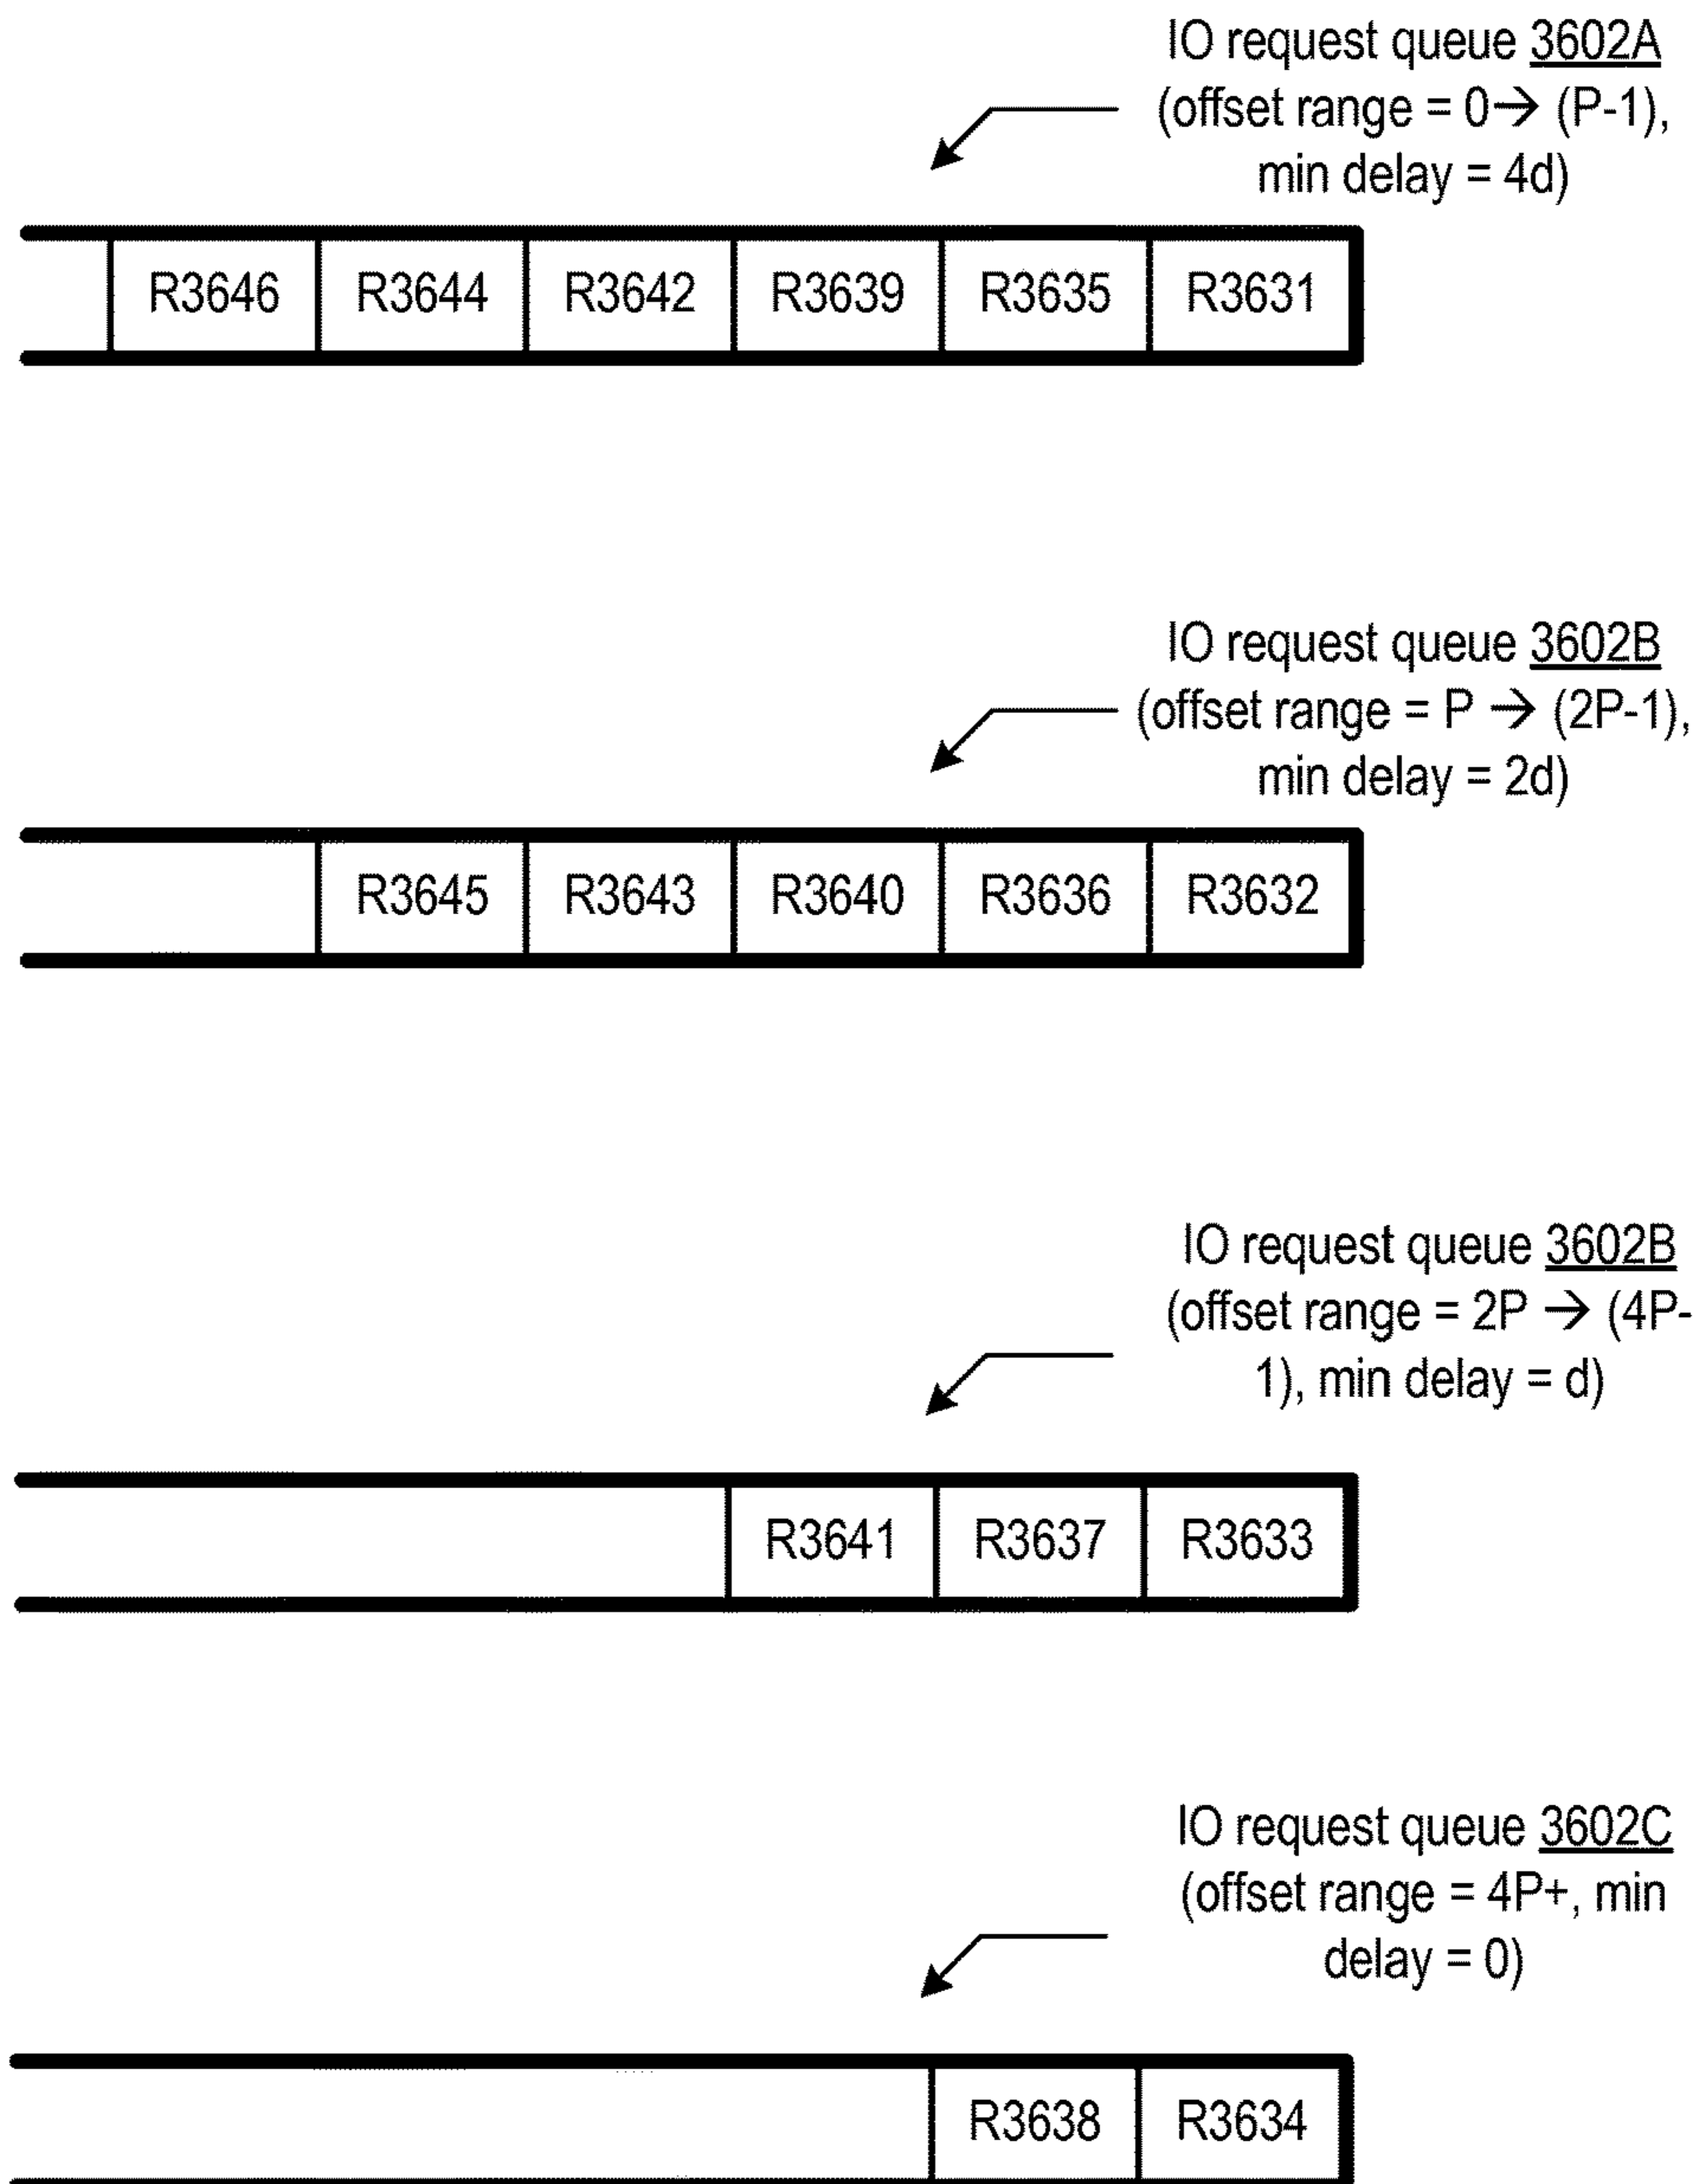 IO request queue 3602A
(offset range = 0→ (P-1),
min delay = 4d)
R3646 R3644 R3642 R3639 R3635 R3631
IO request queue 3602B
(offset range = P → (2P-1),
min delay = 2d)
R3645 R3643 R3640 R3636 R3632
IO request queue 3602B
(offset range = 2P → (4P-
1), min delay = d)
R3641 R3637 R3633
IO request queue 3602C
(offset range = 4P+, min
delay = 0)
R3638 R3634